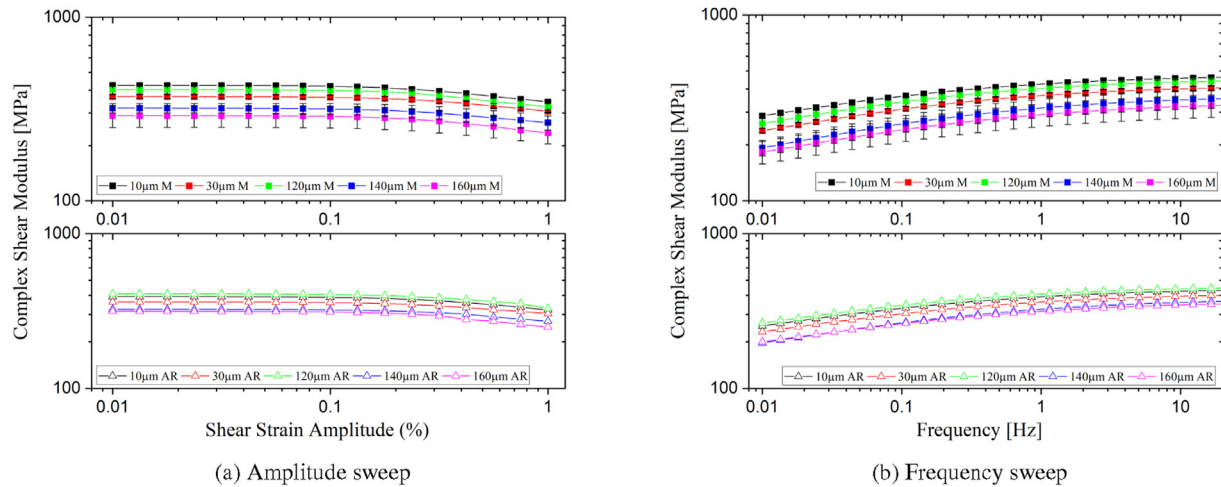 1000
100
0.01 0.1 1
10µm M 30µm M 120µm M 140µm M 160µm M
1000
100
0.01 0.1 1
10µm AR 30µm AR 120µm AR 140µm AR 160µm AR
Complex Shear Modulus [MPa]
Shear Strain Amplitude (%)
(a) Amplitude sweep
1000
100
0.01 0.1 1 10
10µm M 30µm M 120µm M 140µm M 160µm M
1000
100
0.01 0.1 1 10
10µm AR 30µm AR 120µm AR 140µm AR 160µm AR
Complex Shear Modulus [MPa]
Frequency [Hz]
(b) Frequency sweep